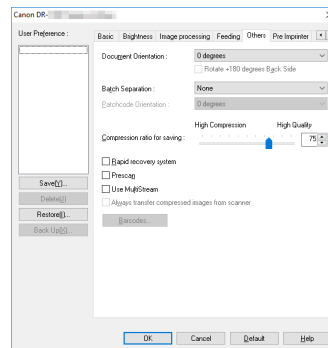 Canon DR-
User Preference :
Basic Brightness Image processing Feeding Others Pre Imprinter
Document Orientation : 0 degrees
Rotate +180 degrees Back Side
Batch Separation : None
Patchcode Orientation : 0 degrees
High Compression High Quality
Compression ratio for saving : 75
Rapid recovery system
Prescan
Use MultiStream
Always transfer compressed images from scanner
Barcodes...
Save(Y)...
Delete(J)
Restore(I)...
Back Up(X)...
OK Cancel Default Help